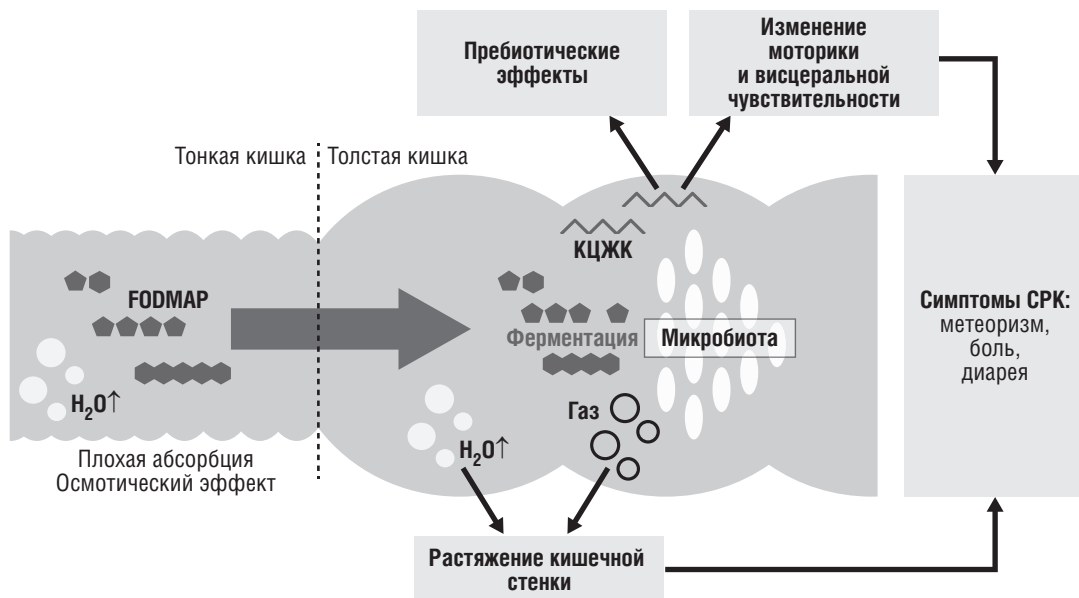 Пребиотические
эффекты
Изменение
моторики
и висцеральной
чувствительности
Тонкая кишка
Толстая кишка
КЦЖК
FODMAP
Ферментация
Микробиота
Симптомы СРК:
метеоризм,
боль,
диарея
H₂O↑
Газ
H₂O↑
Плохая абсорбция
Осмотический эффект
Растяжение кишечной
стенки